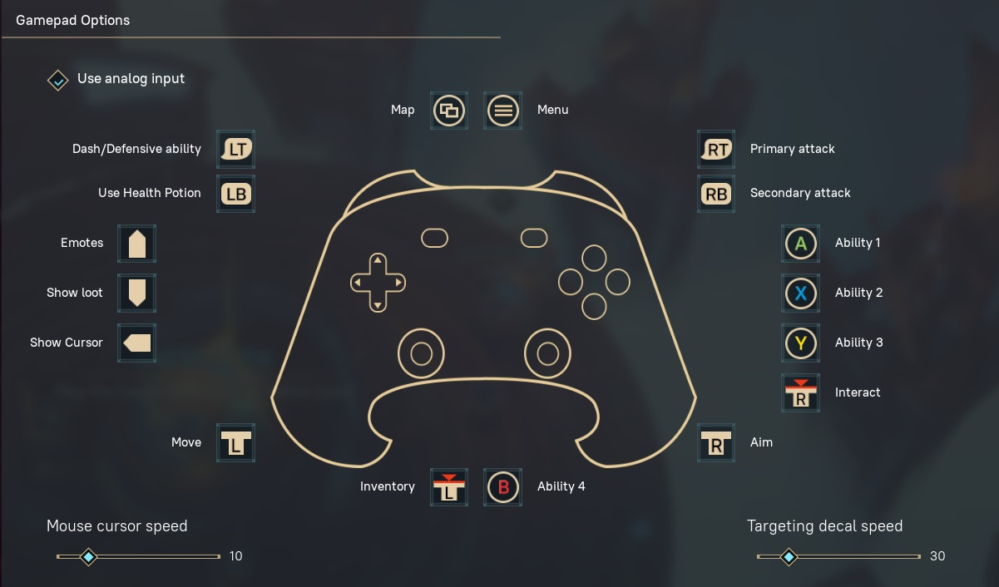 Gamepad Options
Use analog input
Map
Menu
Dash/Defensive ability LT
RT Primary attack
Use Health Potion LB
RB Secondary attack
Emotes
A Ability 1
Show loot
X Ability 2
Show Cursor
Y Ability 3
R Interact
Move L
R Aim
Inventory L
B Ability 4
Mouse cursor speed
Targeting decal speed
10
30